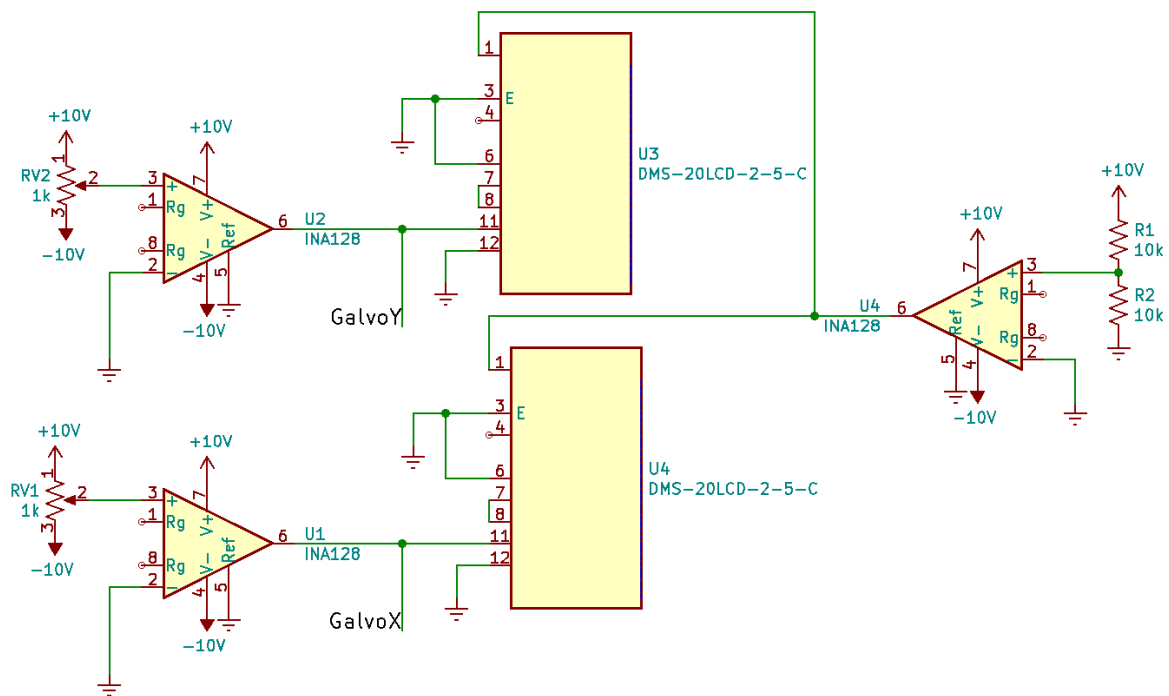 1
3
E
4
6
7
8
11
12
U3
DMS-20LCD-2-5-C
+10V
1
RV2
1k
2
3
-10V
+10V
7
3
+
1
Rg
V+
8
Rg
2
-
V-
Ref
4
5
-10V
6
U2
INA128
GalvoY
+10V
R1
10k
R2
10k
+10V
7
3
+
V+
Rg
1
Rg
8
-
2
Ref
V-
5
4
-10V
6
U4
INA128
1
3
E
4
6
7
8
11
12
U4
DMS-20LCD-2-5-C
+10V
1
RV1
1k
2
3
-10V
+10V
7
3
+
1
Rg
V+
8
Rg
2
-
V-
Ref
4
5
-10V
6
U1
INA128
GalvoX